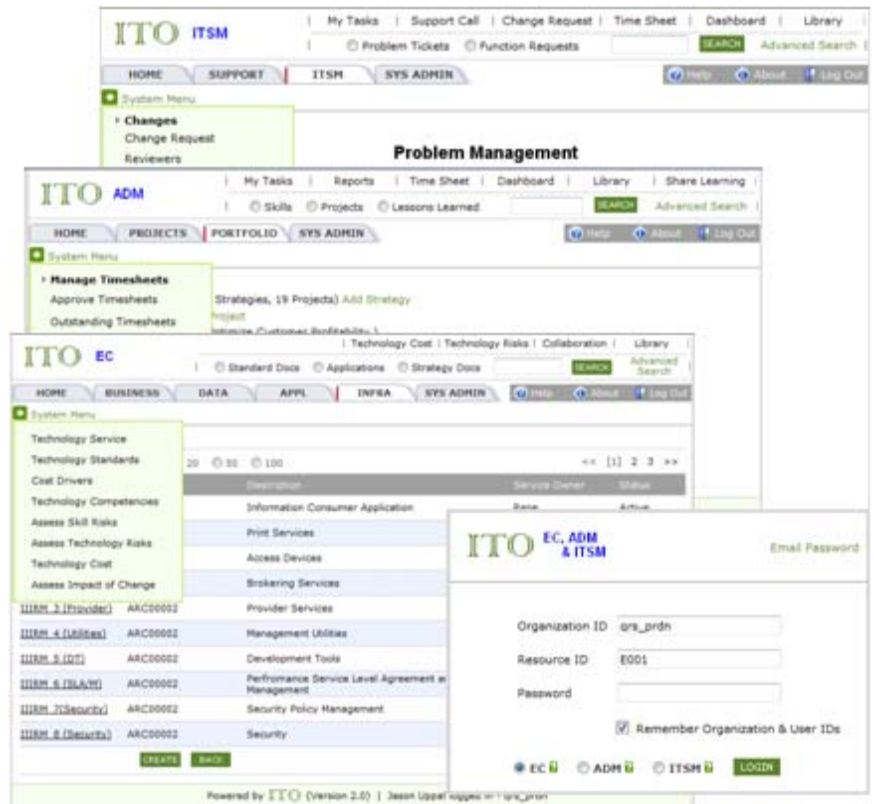 ITO ITSM
| My Tasks | Support Call | Change Request | Time Sheet | Dashboard | Library
| Problem Tickets Function Requests SEARCH Advanced Search |
HOME SUPPORT ITSM SYS ADMIN Help About Log Out
System Menu
Changes
Change Request
Reviewers
Problem Management
ITO ADM
| My Tasks | Reports | Time Sheet | Dashboard | Library | Share Learning |
| Skills Projects Lessons Learned SEARCH Advanced Search |
HOME PROJECTS PORTFOLIO SYS ADMIN Help About Log Out
System Menu
Manage Timesheets
Approve Timesheets
Outstanding Timesheets
Strategies, 19 Projects) Add Strategy
Customer Profitability )
ITO EC
| Technology Cost | Technology Risks | Collaboration | Library |
| Standard Docs Applications Strategy Docs SEARCH Advanced Search |
HOME BUSINESS DATA APPL INFRA SYS ADMIN Help About Log Out
System Menu
Technology Service
Technology Standards
Cost Drivers
Technology Competencies
Assess Skill Risks
Assess Technology Risks
Technology Cost
Assess Impact of Change
20 50 100 << [1] 2 3 >>
Description Service Owner Status
Information Consumer Application Active
Print Services
Access Devices
Brokering Services
IIIRM 3 (Provider) ARC00002 Provider Services
IIIRM 4 (Utilities) ARC00002 Management Utilities
IIIRM 5 (DT) ARC00002 Development Tools
IIIRM 6 (SLA/M) ARC00002 Perfromance Service Level Agreement
Management
IIIRM 7(Security) ARC00002 Security Policy Management
IIIRM 8 (Security) ARC00002 Security
CREATE BACK
Powered by ITO (Version 2.0) | Jason Uppal logged in : qrs_prdn
ITO EC, ADM
& ITSM
Email Password
Organization ID qrs_prdn
Resource ID E001
Password
Remember Organization & User IDs
EC ? ADM ? ITSM ? LOGIN